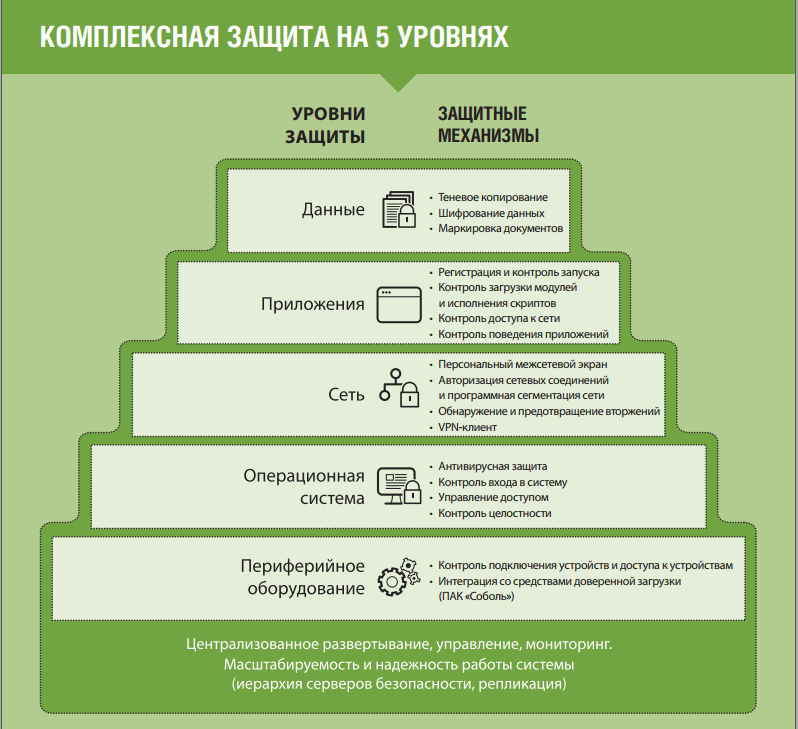 КОМПЛЕКСНАЯ ЗАЩИТА НА 5 УРОВНЯХ
УРОВНИ
ЗАЩИТЫ
ЗАЩИТНЫЕ
МЕХАНИЗМЫ
Данные
• Теневое копирование
• Шифрование данных
• Маркировка документов
Приложения
• Регистрация и контроль запуска
• Контроль загрузки модулей
и исполнения скриптов
• Контроль доступа к сети
• Контроль поведения приложений
Сеть
• Персональный межсетевой экран
• Авторизация сетевых соединений
и программная сегментация сети
• Обнаружение и предотвращение вторжений
• VPN-клиент
Операционная
система
• Антивирусная защита
• Контроль входа в систему
• Управление доступом
• Контроль целостности
Периферийное
оборудование
• Контроль подключения устройств и доступа к устройствам
• Интеграция со средствами доверенной загрузки
(ПАК «Соболь»)
Централизованное развертывание, управление, мониторинг.
Масштабируемость и надежность работы системы
(иерархия серверов безопасности, репликация)